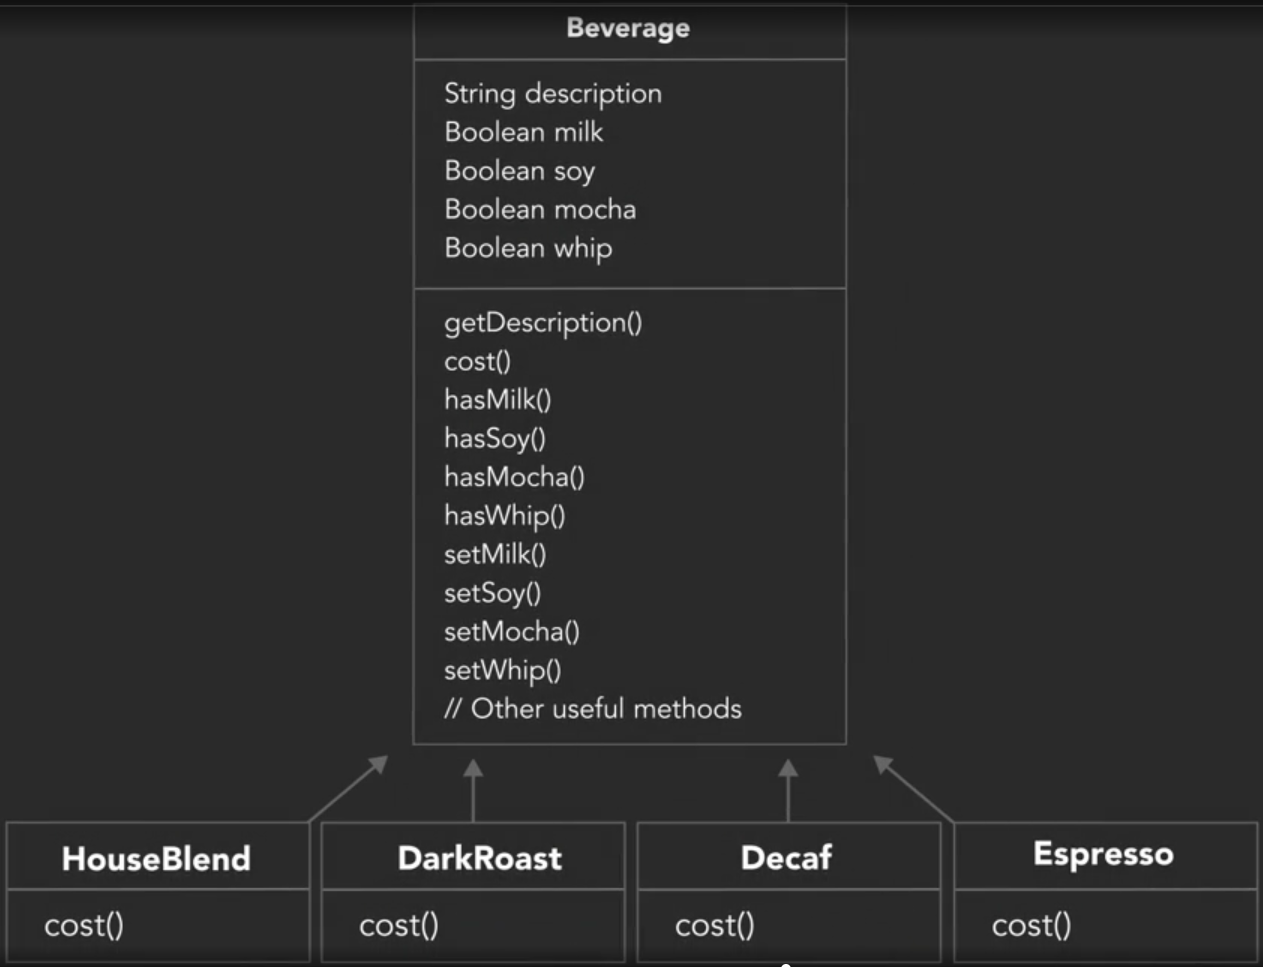 Beverage
String description
Boolean milk
Boolean soy
Boolean mocha
Boolean whip
getDescription()
cost()
hasMilk()
hasSoy()
hasMocha()
hasWhip()
setMilk()
setSoy()
setMocha()
setWhip()
// Other useful methods
HouseBlend
cost()
DarkRoast
cost()
Decaf
cost()
Espresso
cost()